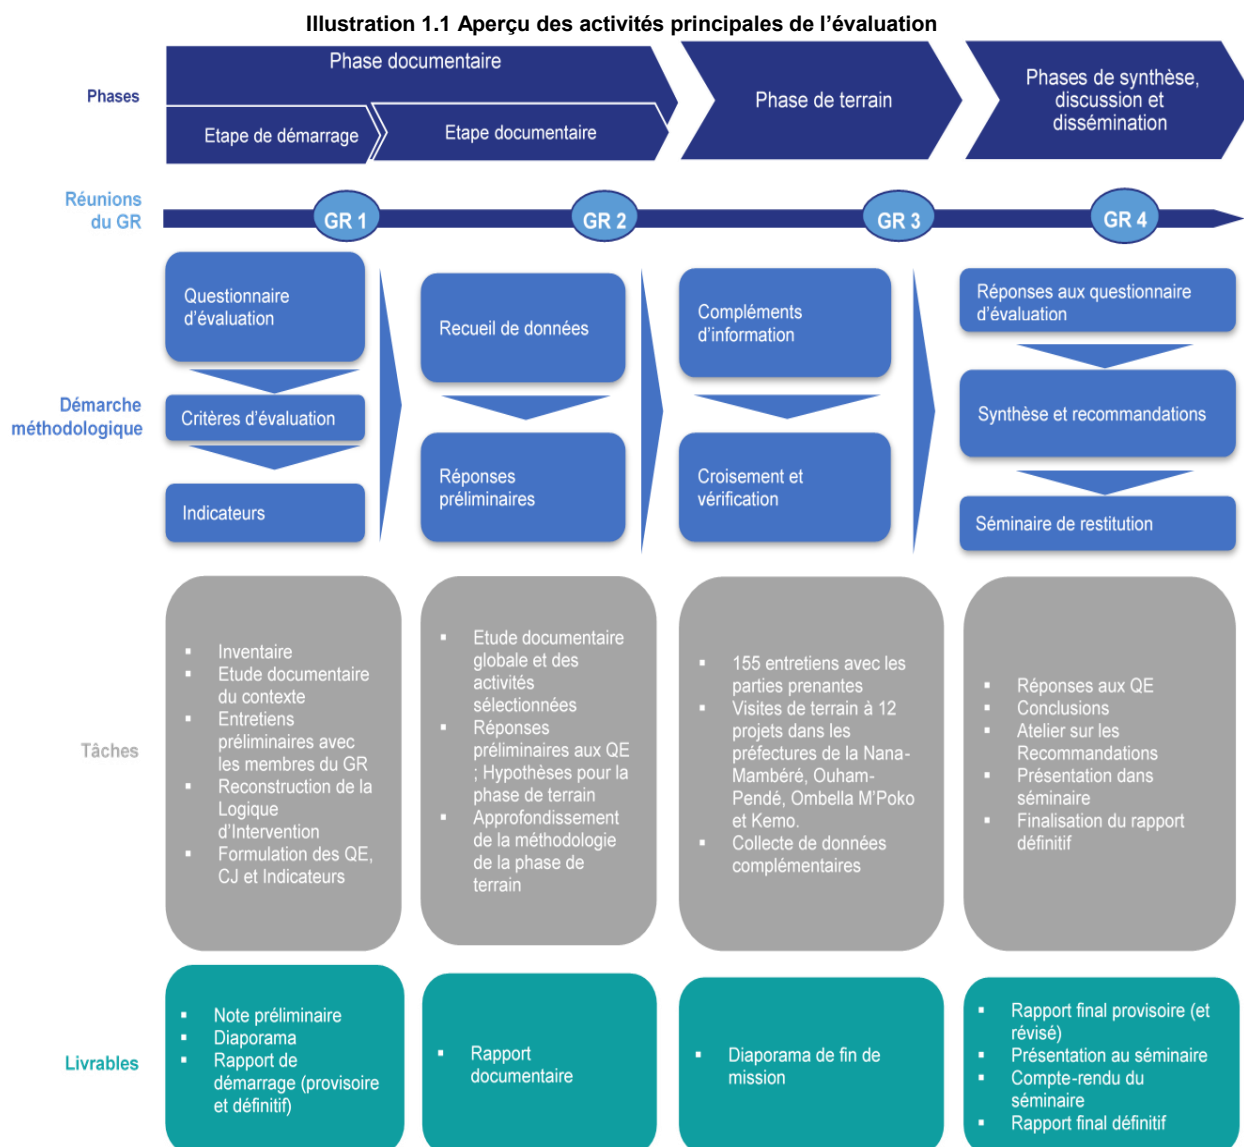 Illustration 1.1 Aperçu des activités principales de l'évaluation
Phases
Phase documentaire
Etape de démarrage
Etape documentaire
Phase de terrain
Phases de synthèse,
discussion et
dissémination
Réunions
du GR
GR 1
GR 2
GR 3
GR 4
Démarche
méthodologique
Questionnaire
d'évaluation
Critères d'évaluation
Indicateurs
Recueil de données
Réponses
préliminaires
Compléments
d'information
Croisement et
vérification
Réponses aux questionnaire
d'évaluation
Synthèse et recommandations
Séminaire de restitution
Tâches
▪ Inventaire
▪ Etude documentaire
du contexte
▪ Entretiens
préliminaires avec
les membres du GR
▪ Reconstruction de la
Logique
d'Intervention
▪ Formulation des QE,
CJ et Indicateurs
▪ Etude documentaire
globale et des
activités
sélectionnées
▪ Réponses
préliminaires aux QE
; Hypothèses pour la
phase de terrain
▪ Approfondissement
de la méthodologie
de la phase de
terrain
▪ 155 entretiens avec les
parties prenantes
▪ Visites de terrain à 12
projets dans les
préfectures de la Nana-
Mambéré, Ouham-
Pendé, Ombella M'Poko
et Kemo.
▪ Collecte de données
complémentaires
▪ Réponses aux QE
▪ Conclusions
▪ Atelier sur les
Recommandations
▪ Présentation dans
séminaire
▪ Finalisation du rapport
définitif
Livrables
▪ Note préliminaire
▪ Diaporama
▪ Rapport de
démarrage (provisoire
et définitif)
▪ Rapport
documentaire
▪ Diaporama de fin de
mission
▪ Rapport final provisoire (et
révisé)
▪ Présentation au séminaire
▪ Compte-rendu du
séminaire
▪ Rapport final définitif